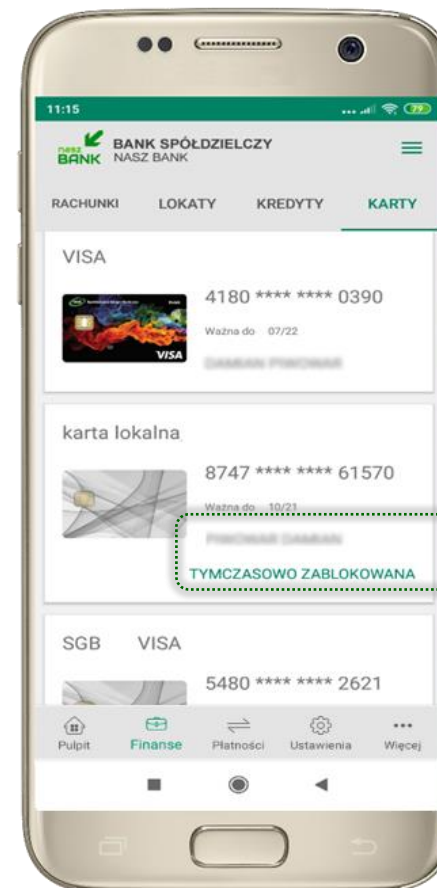 11:15
79
nasz BANK
BANK SPÓŁDZIELCZY
NASZ BANK
RACHUNKI LOKATY KREDYTY KARTY
VISA
4180 **** **** 0390
Ważna do 07/22
VISA
karta lokalna
8747 **** **** 61570
Ważna do 10/21
TYMCZASOWO ZABLOKOWANA
SGB VISA
5480 **** **** 2621
Pulpit Finanse Płatności Ustawienia Więcej